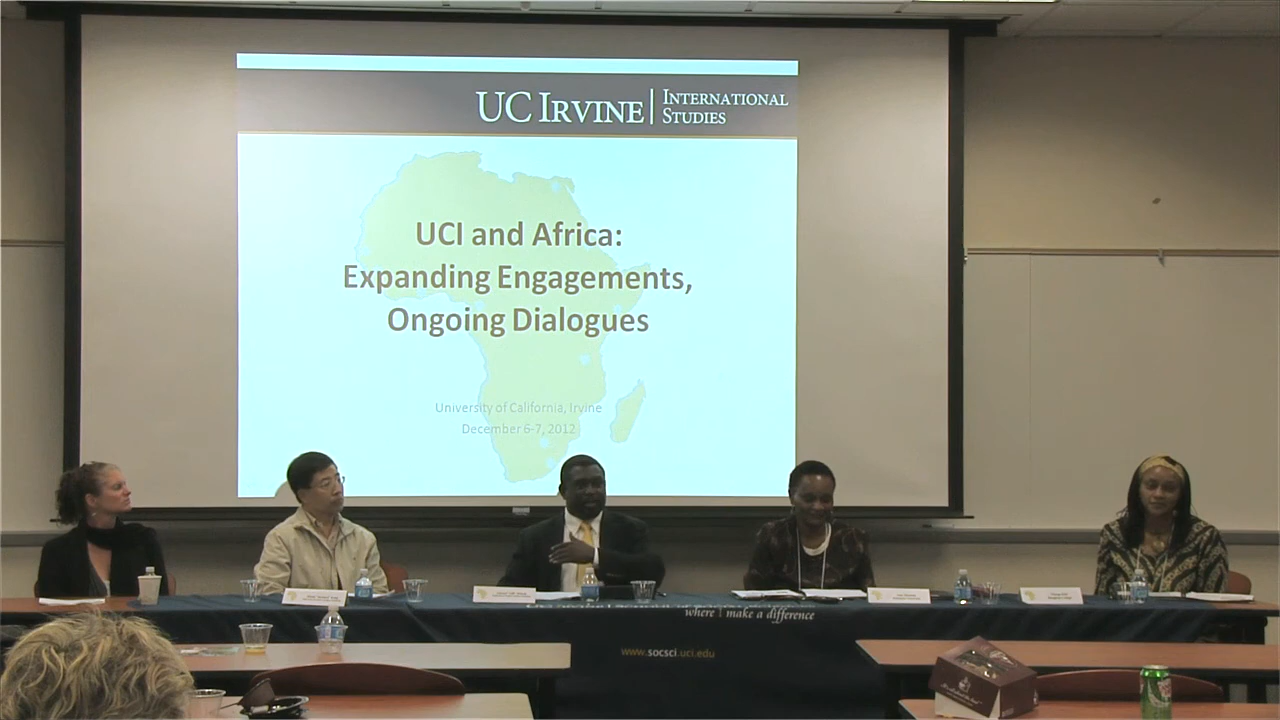 UC IRVINE | INTERNATIONAL STUDIES
UCI and Africa:
Expanding Engagements,
Ongoing Dialogues
University of California, Irvine
December 6-7, 2012
where I make a difference
www.socsci.uci.edu